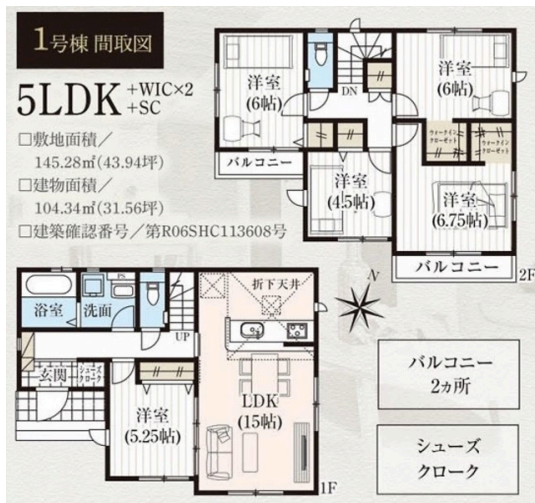 1号棟 間取図
5LDK +WIC×2
+SC
□敷地面積／
145.28㎡(43.94坪)
□建物面積／
104.34㎡(31.56坪)
□建築確認番号／第R06SHC113608号
洋室
(6帖)
DN
洋室
(6帖)
ウォークイン
クローゼット
ウォークイン
クローゼット
バルコニー
洋室
(4.5帖)
洋室
(6.75帖)
バルコニー
2F
N
浴室
洗面
UP
折下天井
玄関
シューズ
クローク
洋室
(5.25帖)
LDK
(15帖)
1F
バルコニー
2ヵ所
シューズ
クローク